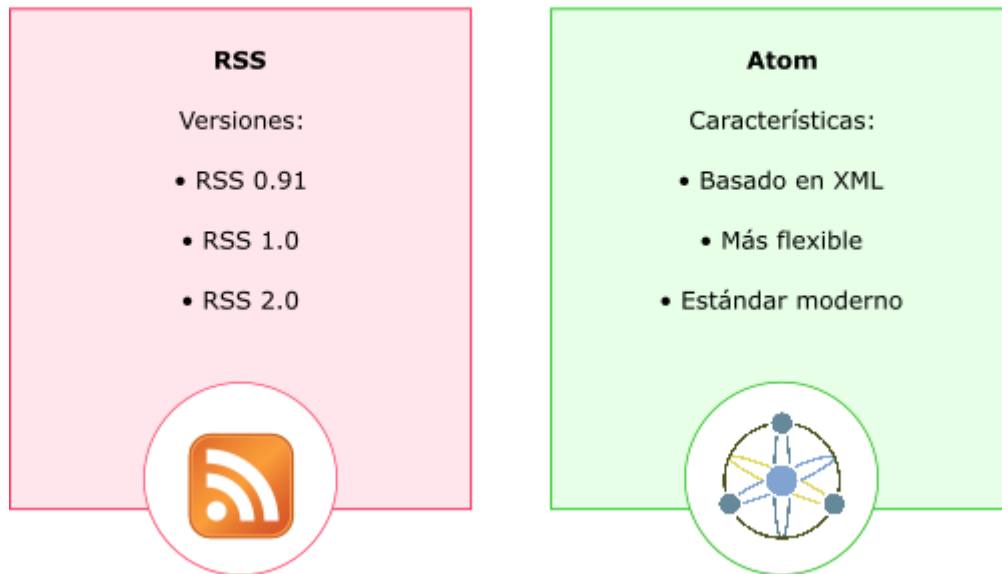 RSS
Versiones:
• RSS 0.91
• RSS 1.0
• RSS 2.0
Atom
Características:
• Basado en XML
• Más flexible
• Estándar moderno